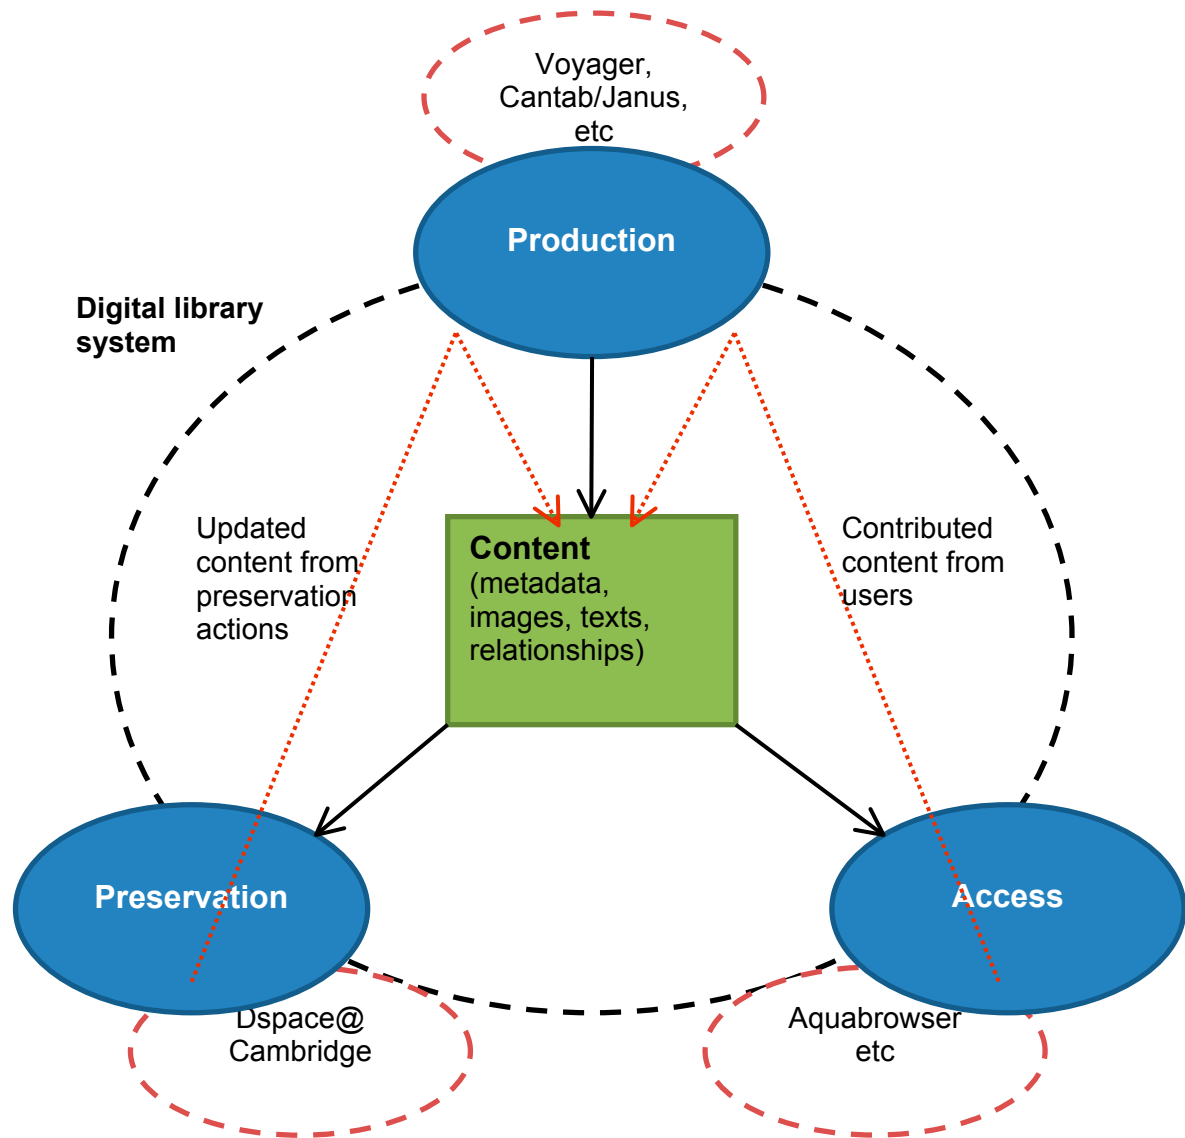 Voyager,
Cantab/Janus,
etc
Production
Digital library
system
Updated
content from
preservation
actions
Content
(metadata,
images, texts,
relationships)
Contributed
content from
users
Preservation
Access
Dspace@
Cambridge
Aquabrowser
etc